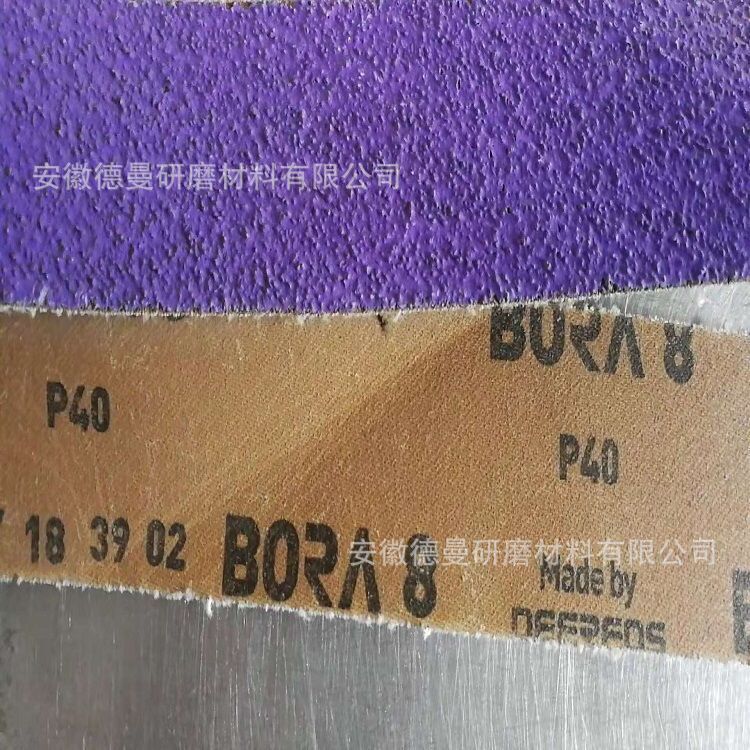 安徽德曼研磨材料有限公司
BORA 8
P40
P40
18 39 02
BORA 8
安徽德曼研磨材料有限公司
Made by
DEERFOS